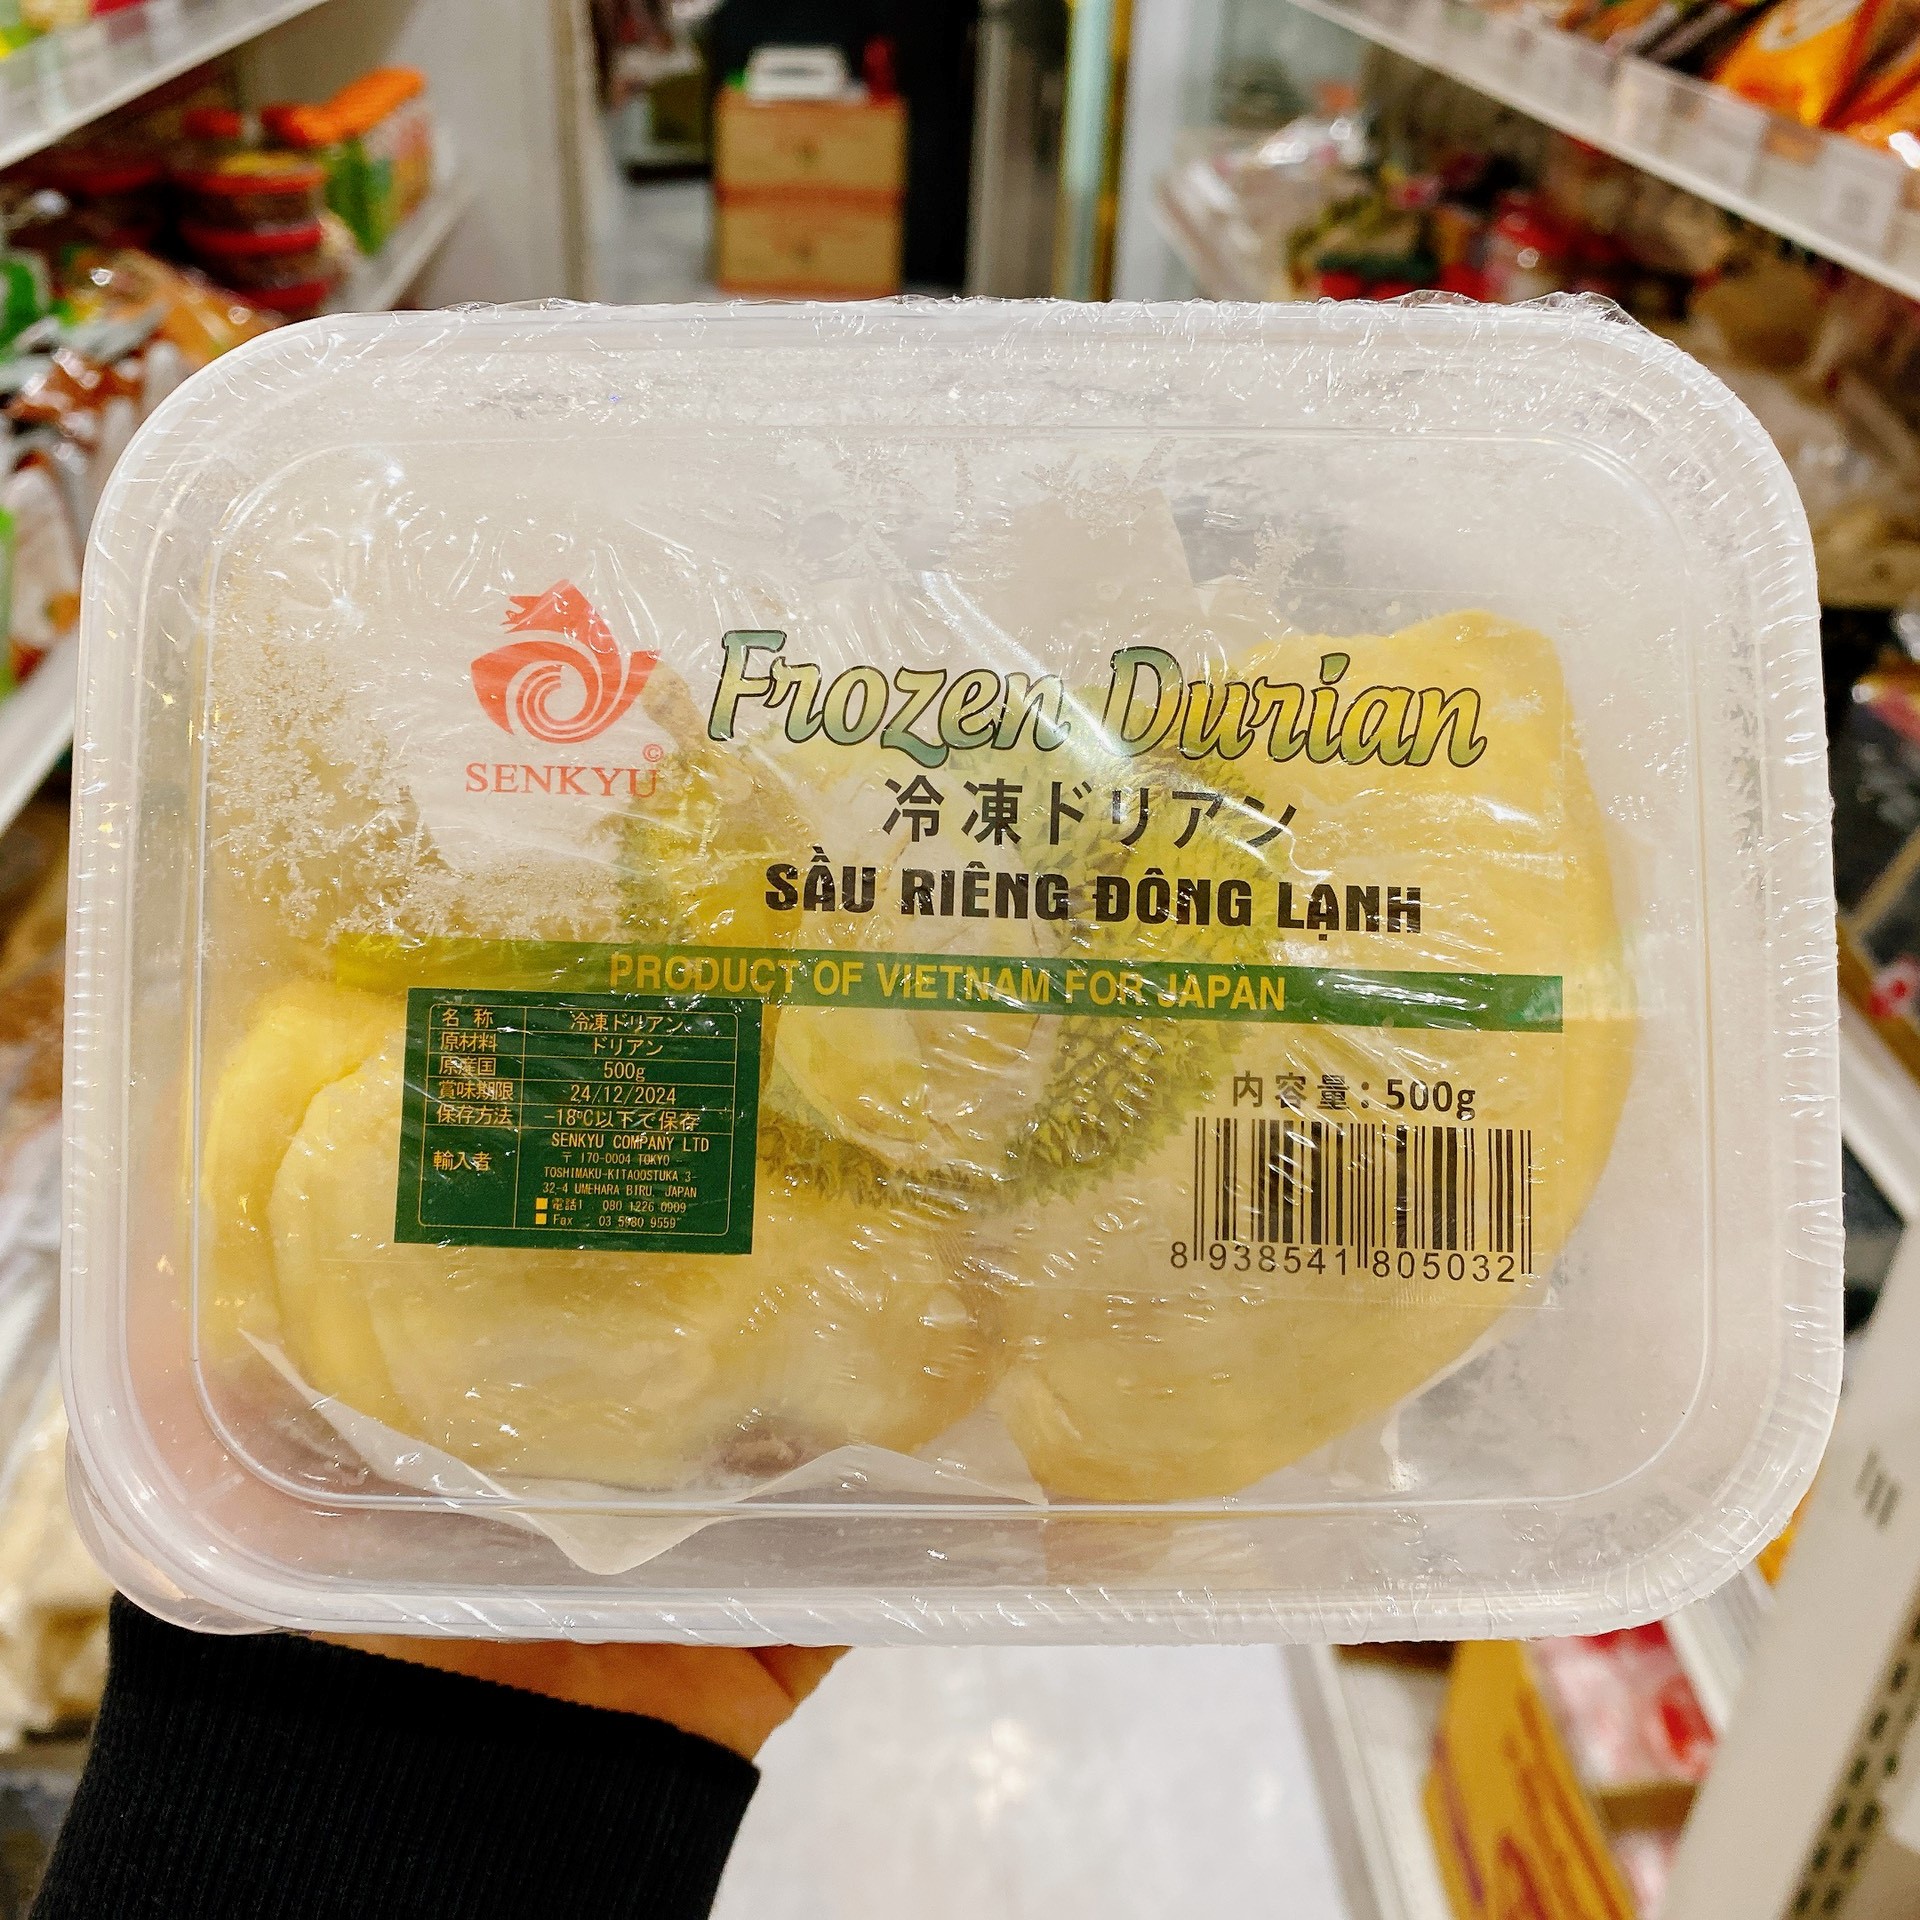 SENKYU
©
Frozen Durian
冷凍ドリアン
SẦU RIÊNG ĐÔNG LẠNH
PRODUCT OF VIETNAM FOR JAPAN
名 称 冷凍ドリアン
原材料 ドリアン
原産国 500g
賞味期限 24/12/2024
保存方法 -18℃以下で保存
輸入者 SENKYU COMPANY LTD
〒 170-0004 TOKYO
TOSHIMAKU-KITAOOSTUKA 3-
32-4 UMEHARA BIRU, JAPAN
電話1 080 1226 0909
Fax : 03 5980 9559
内容量: 500g
8 938541 805032